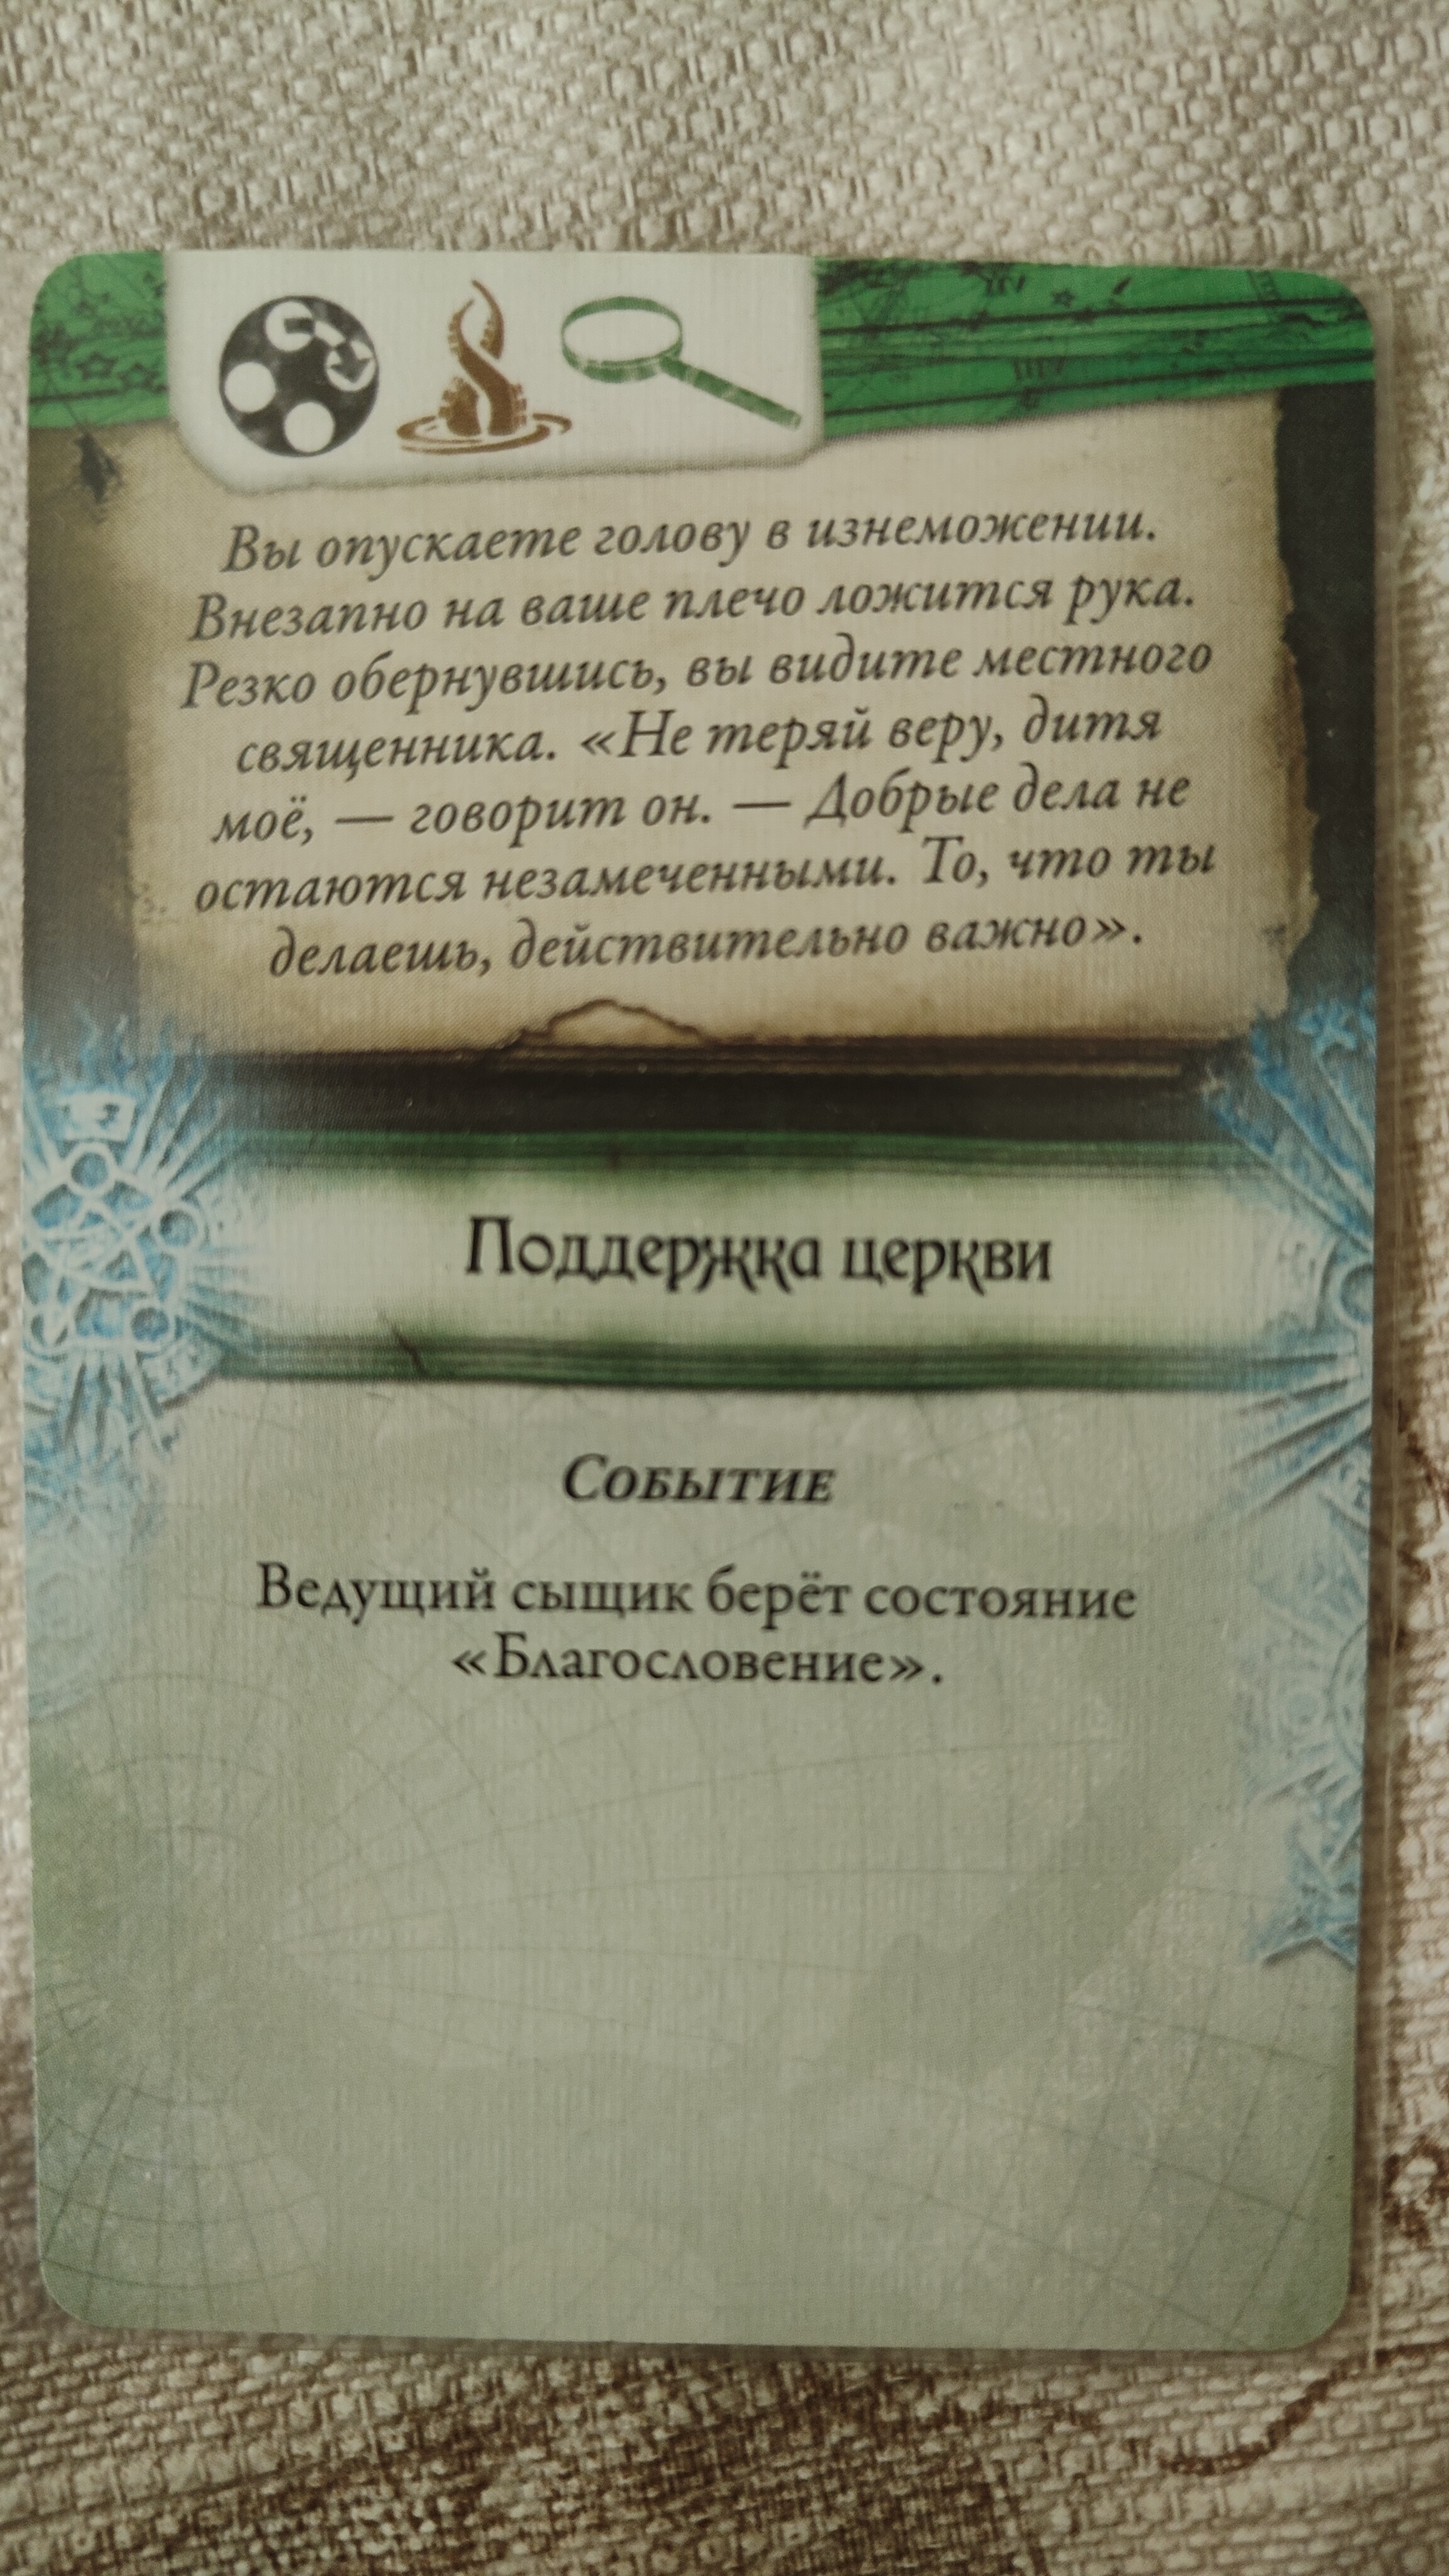 Вы опускаете голову в изнеможении.
Внезапно на ваше плечо ложится рука.
Резко обернувшись, вы видите местного
священника. «Не теряй веру, дитя
моё, — говорит он. — Добрые дела не
остаются незамеченными. То, что ты
делаешь, действительно важно».
Поддержка церкви
Событие
Ведущий сыщик берёт состояние
«Благословение».